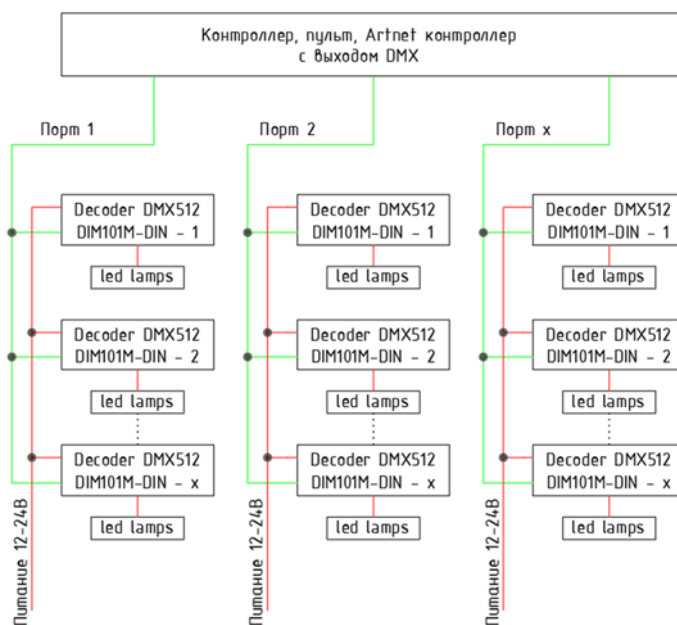 Контроллер, пульт, Artnet контроллер
с выходом DMX
Порт 1
Порт 2
Порт x
Decoder DMX512
DIM101M-DIN - 1
led lamps
Decoder DMX512
DIM101M-DIN - 2
led lamps
Decoder DMX512
DIM101M-DIN - x
led lamps
Питание 12-24В
Decoder DMX512
DIM101M-DIN - 1
led lamps
Decoder DMX512
DIM101M-DIN - 2
led lamps
Decoder DMX512
DIM101M-DIN - x
led lamps
Питание 12-24В
Decoder DMX512
DIM101M-DIN - 1
led lamps
Decoder DMX512
DIM101M-DIN - 2
led lamps
Decoder DMX512
DIM101M-DIN - x
led lamps
Питание 12-24В